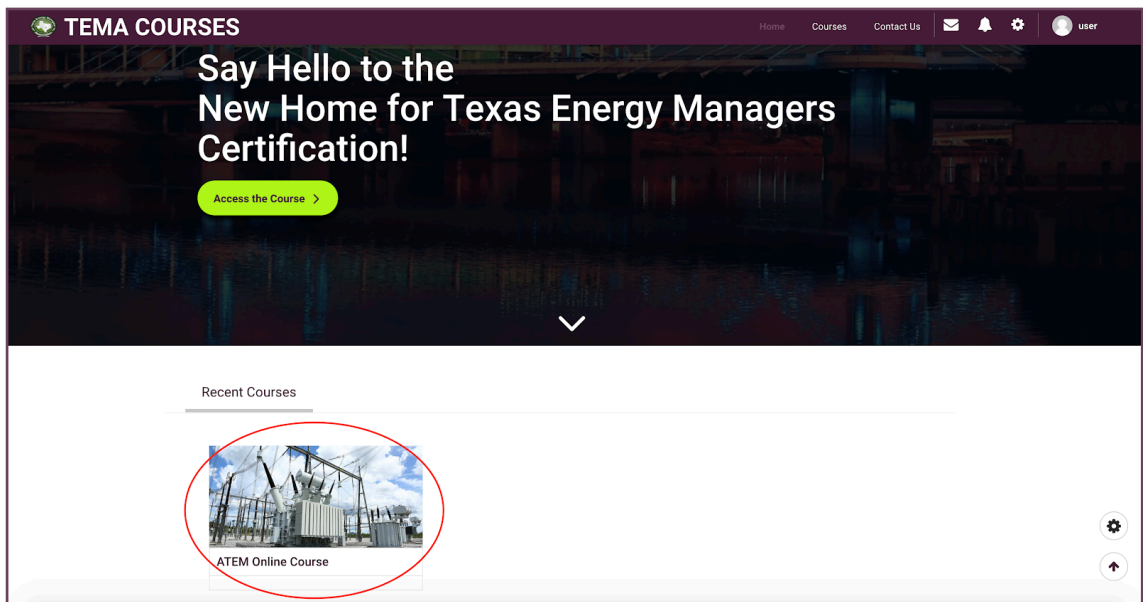 TEMA COURSES
Home
Courses
Contact Us
user
Say Hello to the
New Home for Texas Energy Managers
Certification!
Access the Course
Recent Courses
ATEM Online Course